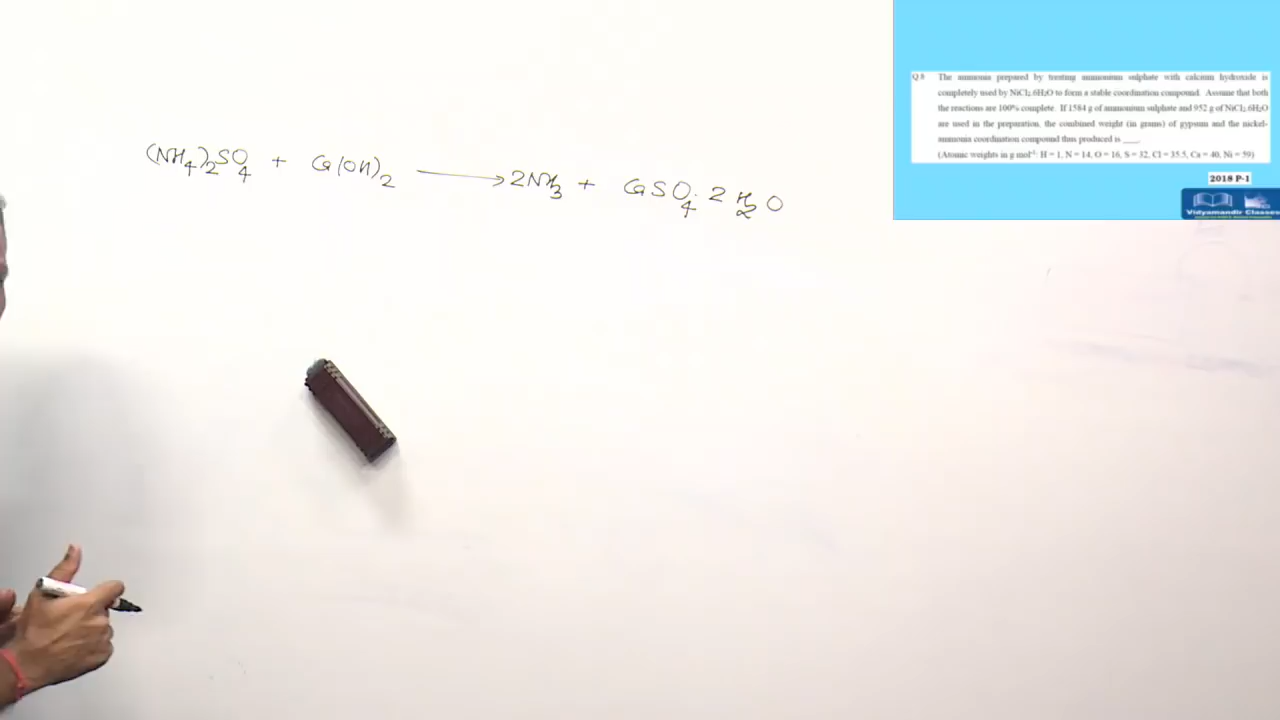 (NH4)2SO4 + Ca(OH)2 ⟶ 2NH3 + CaSO4.2H2O
Q.8 The ammonia prepared by treating ammonium sulphate with calcium hydroxide is
completely used by NiCl2.6H2O to form a stable coordination compound. Assume that both
the reactions are 100% complete. If 1584 g of ammonium sulphate and 952 g of NiCl2.6H2O
are used in the preparation, the combined weight (in grams) of gypsum and the nickel-
ammonia coordination compound thus produced is ____.
(Atomic weights in g mol-1: H = 1, N = 14, O = 16, S = 32, Cl = 35.5, Ca = 40, Ni = 59)
2018 P-1
Vidyamandir Classes